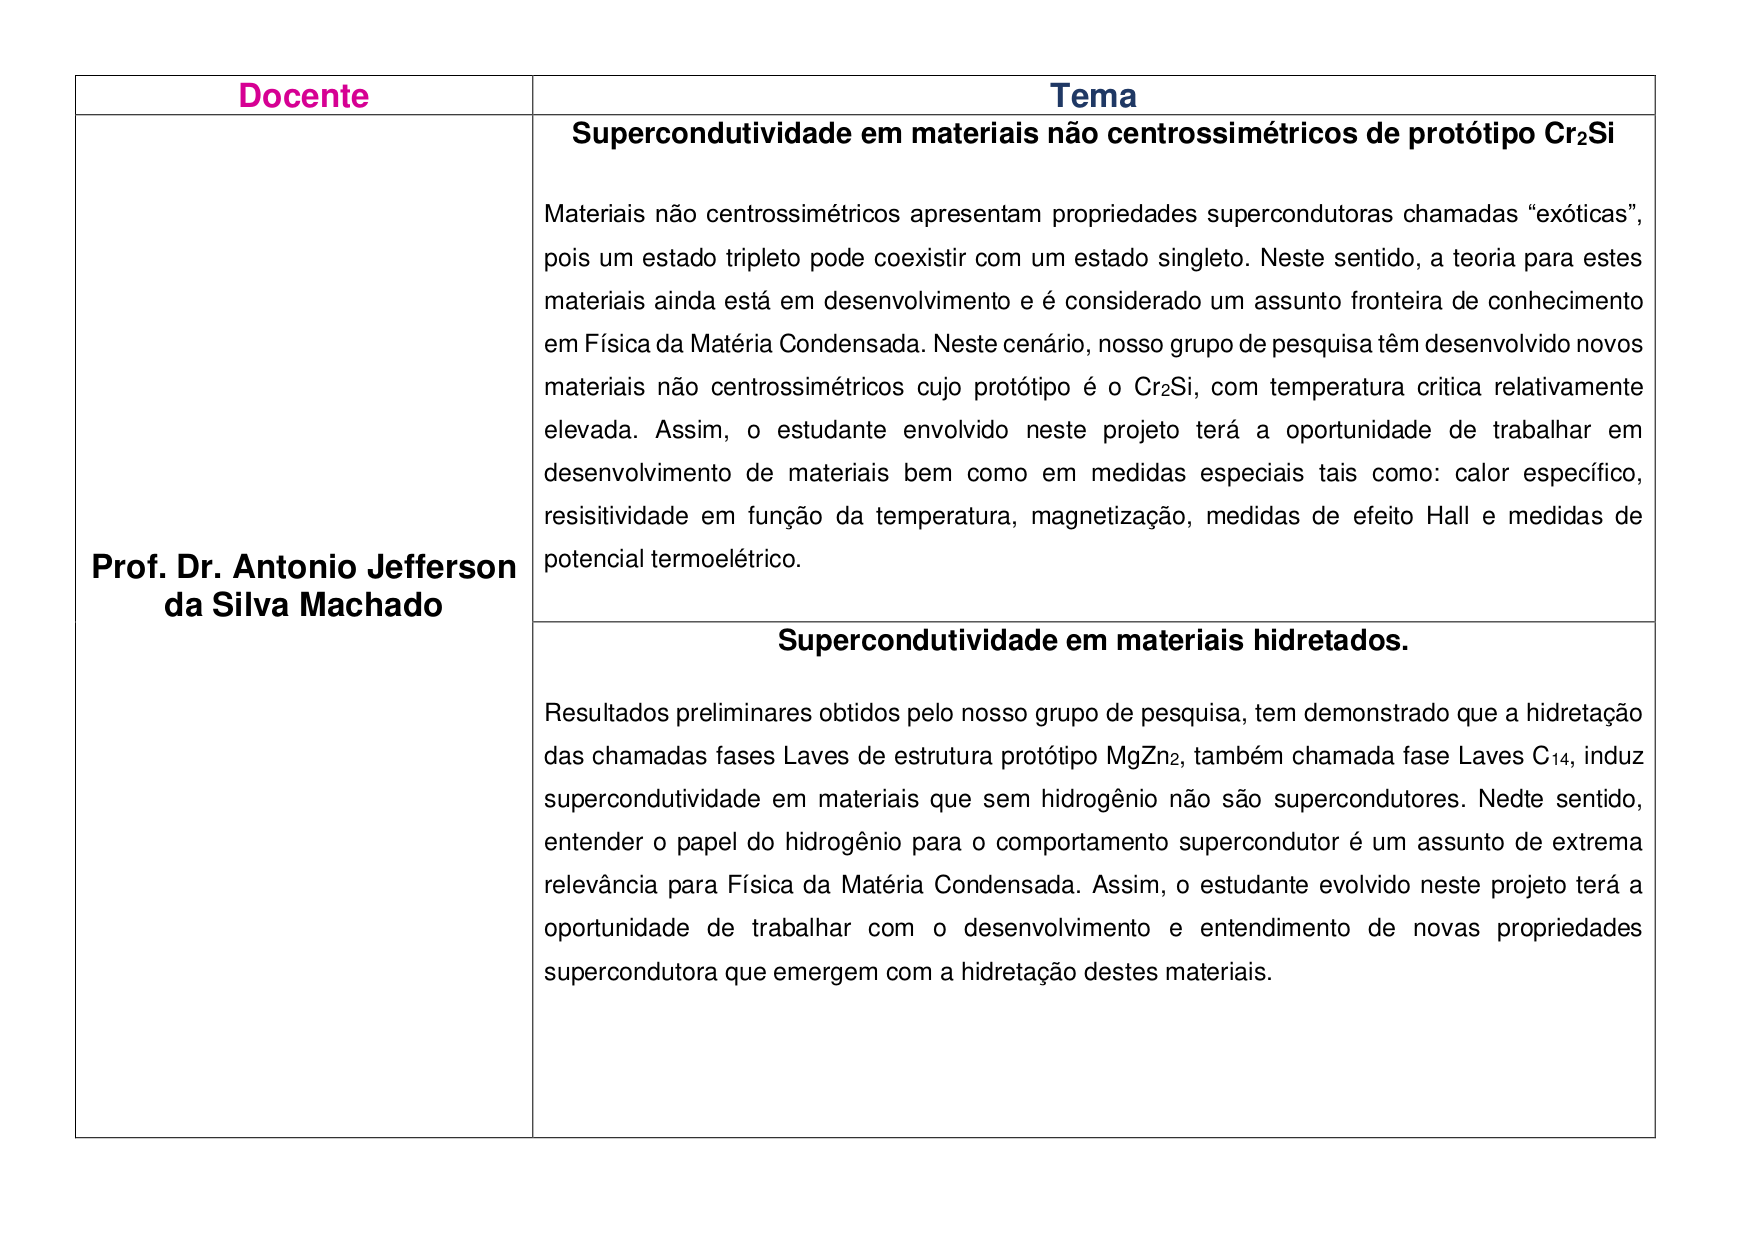 Docente
Tema
Prof. Dr. Antonio Jefferson
da Silva Machado
Supercondutividade em materiais não centrossimétricos de protótipo Cr₂Si
Materiais não centrossimétricos apresentam propriedades supercondutoras chamadas “exóticas”,
pois um estado tripleto pode coexistir com um estado singleto. Neste sentido, a teoria para estes
materiais ainda está em desenvolvimento e é considerado um assunto fronteira de conhecimento
em Física da Matéria Condensada. Neste cenário, nosso grupo de pesquisa têm desenvolvido novos
materiais não centrossimétricos cujo protótipo é o Cr₂Si, com temperatura critica relativamente
elevada. Assim, o estudante envolvido neste projeto terá a oportunidade de trabalhar em
desenvolvimento de materiais bem como em medidas especiais tais como: calor específico,
resisitividade em função da temperatura, magnetização, medidas de efeito Hall e medidas de
potencial termoelétrico.
Supercondutividade em materiais hidretados.
Resultados preliminares obtidos pelo nosso grupo de pesquisa, tem demonstrado que a hidretação
das chamadas fases Laves de estrutura protótipo MgZn₂, também chamada fase Laves C₁₄, induz
supercondutividade em materiais que sem hidrogênio não são supercondutores. Nedte sentido,
entender o papel do hidrogênio para o comportamento supercondutor é um assunto de extrema
relevância para Física da Matéria Condensada. Assim, o estudante evolvido neste projeto terá a
oportunidade de trabalhar com o desenvolvimento e entendimento de novas propriedades
supercondutora que emergem com a hidretação destes materiais.